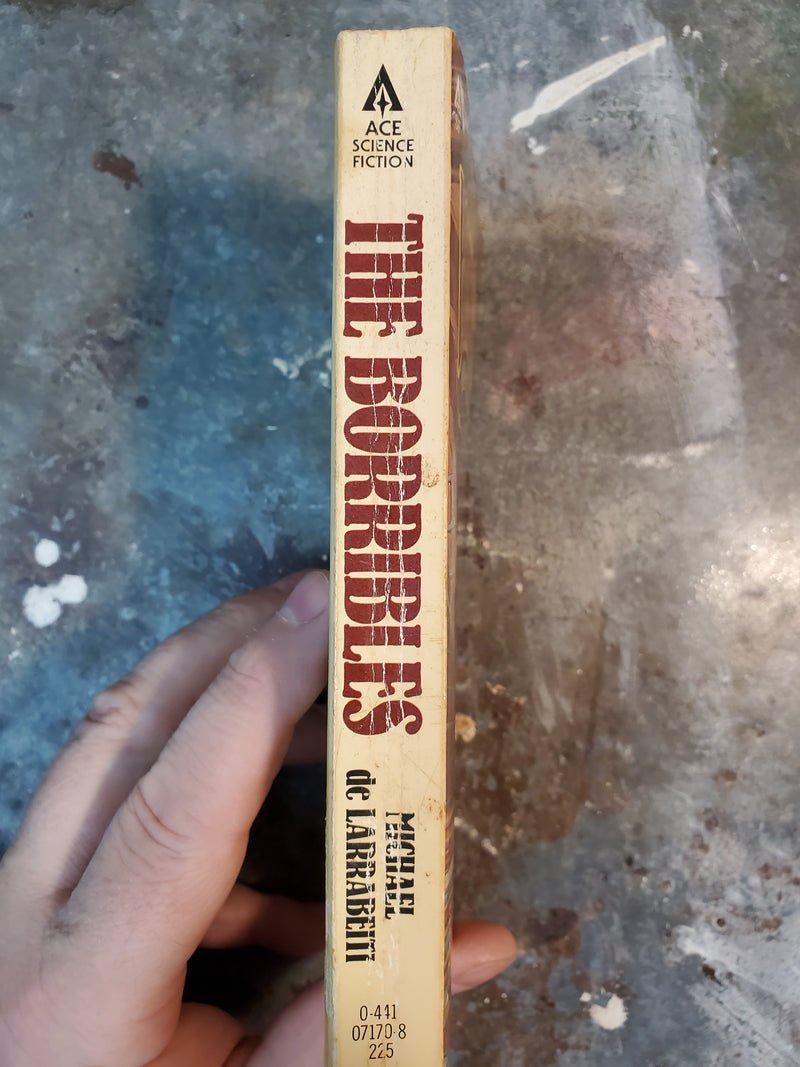 ACE
SCIENCE
FICTION
THE BORRIBLES
MICHAEL
de LARRABEITI
0-441
07170-8
225